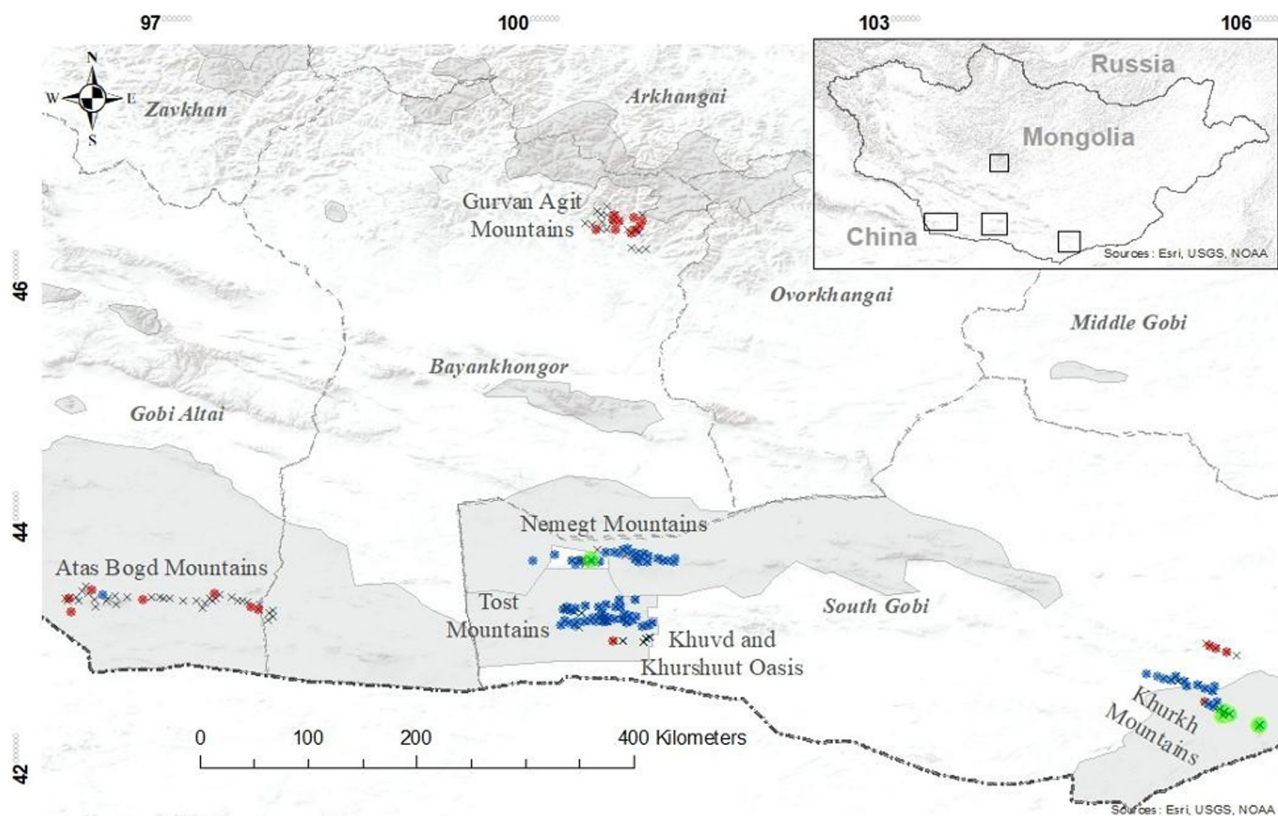 97
100
103
106
N
W
E
S
Zavkhan
Arkhangai
Russia
Mongolia
China
Sources: Esri, USGS, NOAA
Gurvan Agit
Mountains
46
Ovorkhangai
Middle Gobi
Bayankhongor
Gobi Altai
44
Nemegt Mountains
Atas Bogd Mountains
Tost
Mountains
South Gobi
Khuvd and
Khurshuut Oasis
Khurkh
Mountains
42
0 100 200 400 Kilometers
Sources: Esri, USGS, NOAA